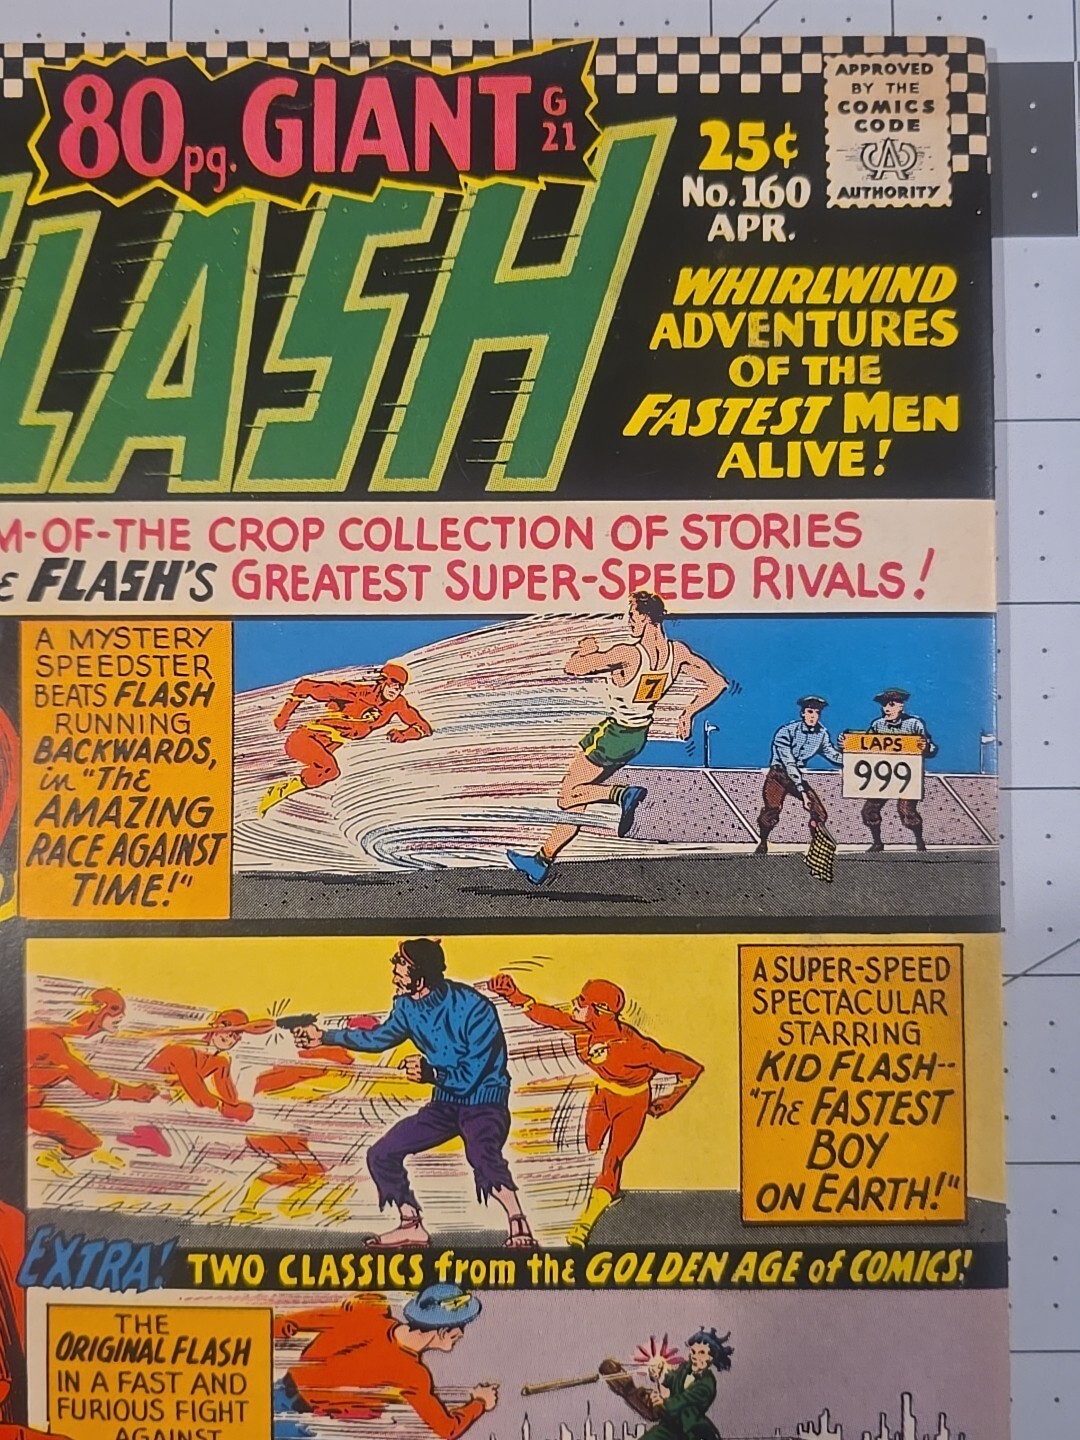 80 pg. GIANT G 21
FLASH
25¢
No. 160
APR.
APPROVED
BY THE
COMICS
CODE
CA
AUTHORITY
WHIRLWIND
ADVENTURES
OF THE
FASTEST MEN
ALIVE!
M-OF-THE CROP COLLECTION OF STORIES
FLASH'S GREATEST SUPER-SPEED RIVALS!
A MYSTERY
SPEEDSTER
BEATS FLASH
RUNNING
BACKWARDS,
in "THE
AMAZING
RACE AGAINST
TIME!"
7
LAPS
999
A SUPER-SPEED
SPECTACULAR
STARRING
KID FLASH--
"THE FASTEST
BOY
ON EARTH!"
EXTRA! TWO CLASSICS from the GOLDEN AGE of COMICS!
THE
ORIGINAL FLASH
IN A FAST AND
FURIOUS FIGHT
AGAINST